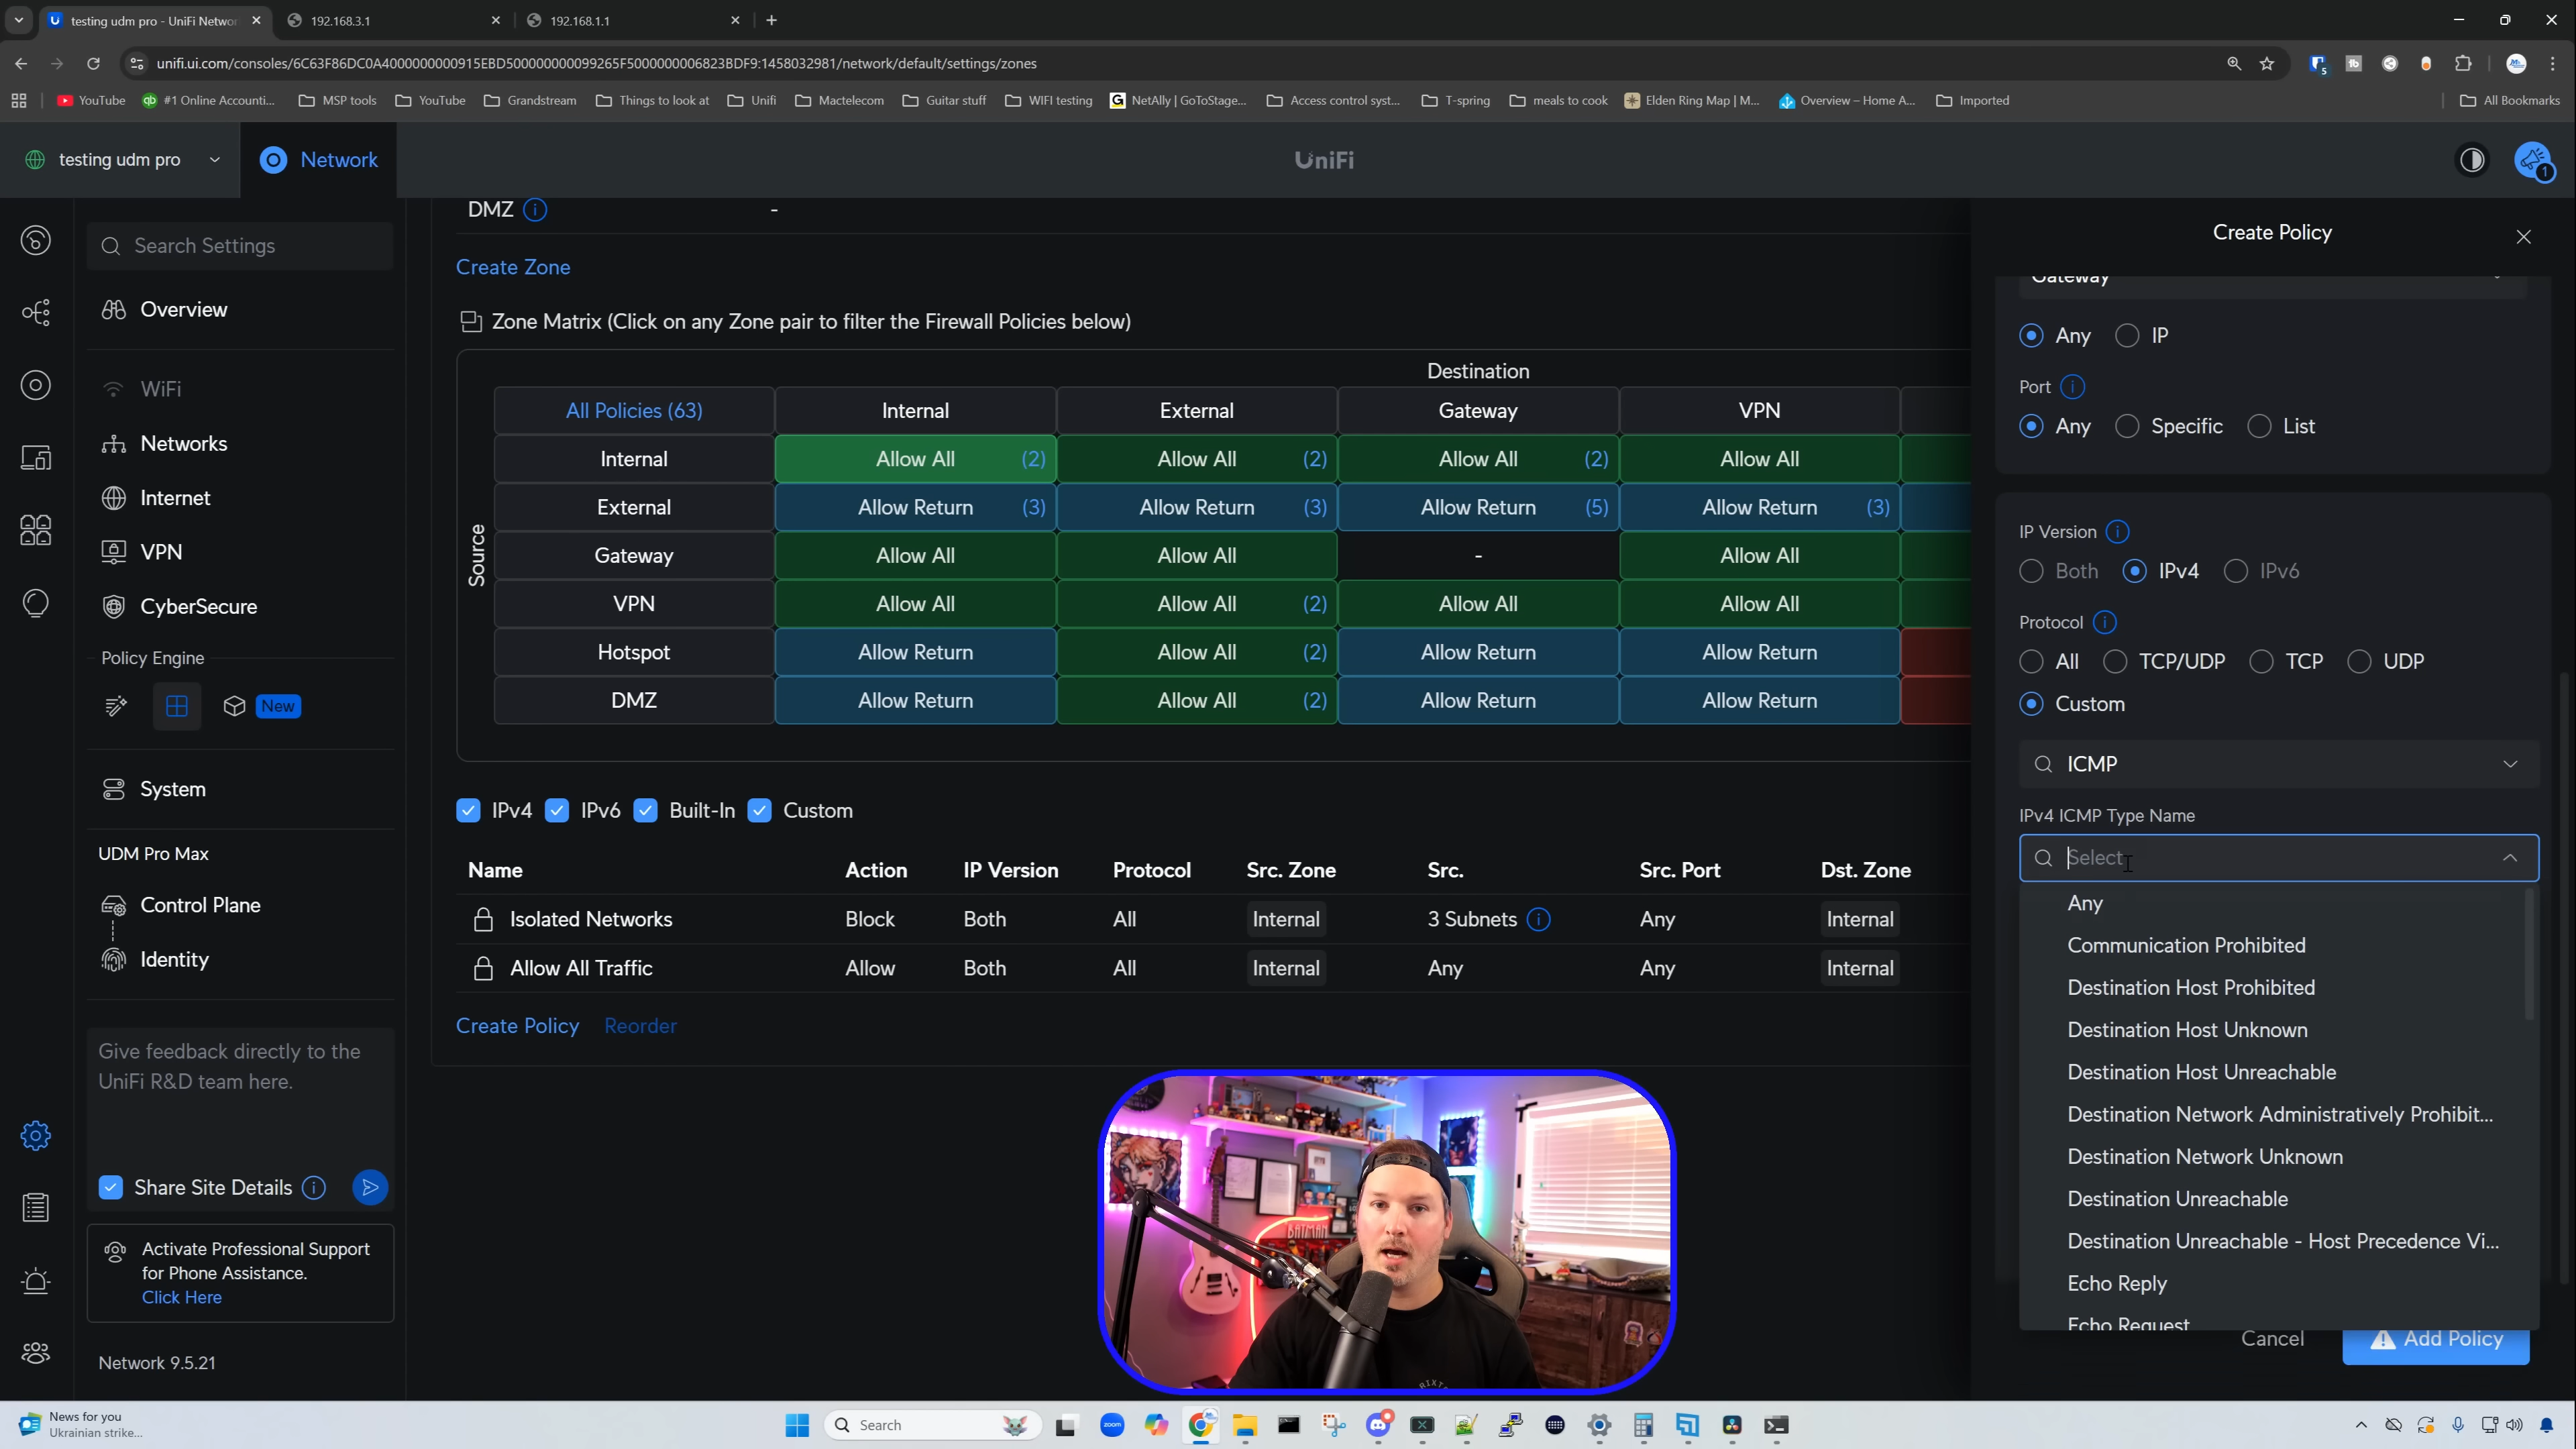 testing udm pro - UniFi Networ
192.168.3.1
192.168.1.1
unifi.ui.com/consoles/6C63F86DC0A4000000000915EBD500000000099265F5000000006823BDF9:1458032981/network/default/settings/zones
YouTube
#1 Online Accounti...
MSP tools
YouTube
Grandstream
Things to look at
Unifi
Mactelecom
Guitar stuff
WIFI testing
NetAlly | GoToStage...
Access control syst...
T-spring
meals to cook
Elden Ring Map | M...
Overview – Home A...
Imported
All Bookmarks
testing udm pro
Network
UniFi
1
Search Settings
Overview
WiFi
Networks
Internet
VPN
CyberSecure
Policy Engine
New
System
UDM Pro Max
Control Plane
Identity
Give feedback directly to the
UniFi R&D team here.
Share Site Details
Activate Professional Support
for Phone Assistance.
Click Here
Network 9.5.21
DMZ -
Create Zone
Zone Matrix (Click on any Zone pair to filter the Firewall Policies below)
Destination
Source
All Policies (63) Internal External Gateway VPN
Internal Allow All (2) Allow All (2) Allow All (2) Allow All
External Allow Return (3) Allow Return (3) Allow Return (5) Allow Return (3)
Gateway Allow All Allow All - Allow All
VPN Allow All Allow All (2) Allow All Allow All
Hotspot Allow Return Allow All (2) Allow Return Allow Return
DMZ Allow Return Allow All (2) Allow Return Allow Return
IPv4 IPv6 Built-In Custom
Name Action IP Version Protocol Src. Zone Src. Src. Port Dst. Zone
Isolated Networks Block Both All Internal 3 Subnets Any Internal
Allow All Traffic Allow Both All Internal Any Any Internal
Create Policy Reorder
BATMAN
Create Policy
Gateway
Any IP
Port
Any Specific List
IP Version
Both IPv4 IPv6
Protocol
All TCP/UDP TCP UDP
Custom
ICMP
IPv4 ICMP Type Name
Select
Any
Communication Prohibited
Destination Host Prohibited
Destination Host Unknown
Destination Host Unreachable
Destination Network Administratively Prohibit...
Destination Network Unknown
Destination Unreachable
Destination Unreachable - Host Precedence Vi...
Echo Reply
Echo Request
Cancel
Add Policy
News for you
Ukrainian strike...
Search
zoom